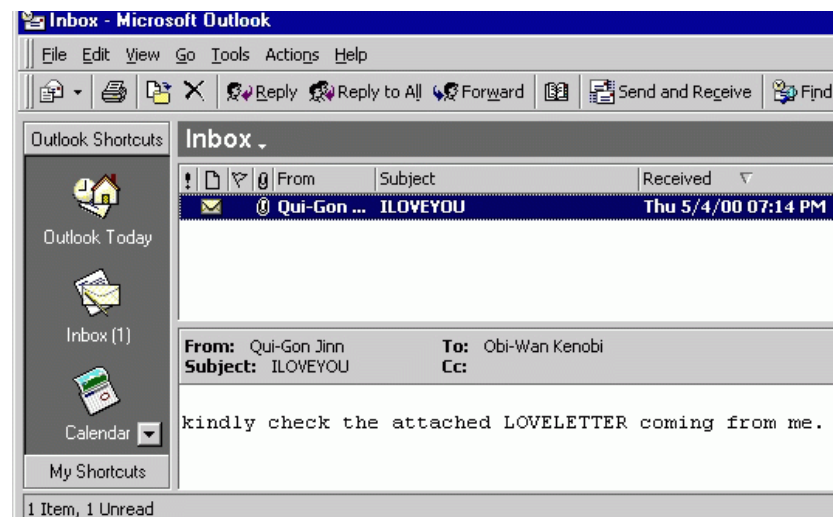 Inbox - Microsoft Outlook
File Edit View Go Tools Actions Help
Reply Reply to All Forward Send and Receive Find
Outlook Shortcuts
Inbox
! From Subject Received
Qui-Gon ... ILOVEYOU Thu 5/4/00 07:14 PM
Outlook Today
Inbox (1)
From: Qui-Gon Jinn To: Obi-Wan Kenobi
Subject: ILOVEYOU Cc:
kindly check the attached LOVELETTER coming from me.
Calendar
My Shortcuts
1 Item, 1 Unread